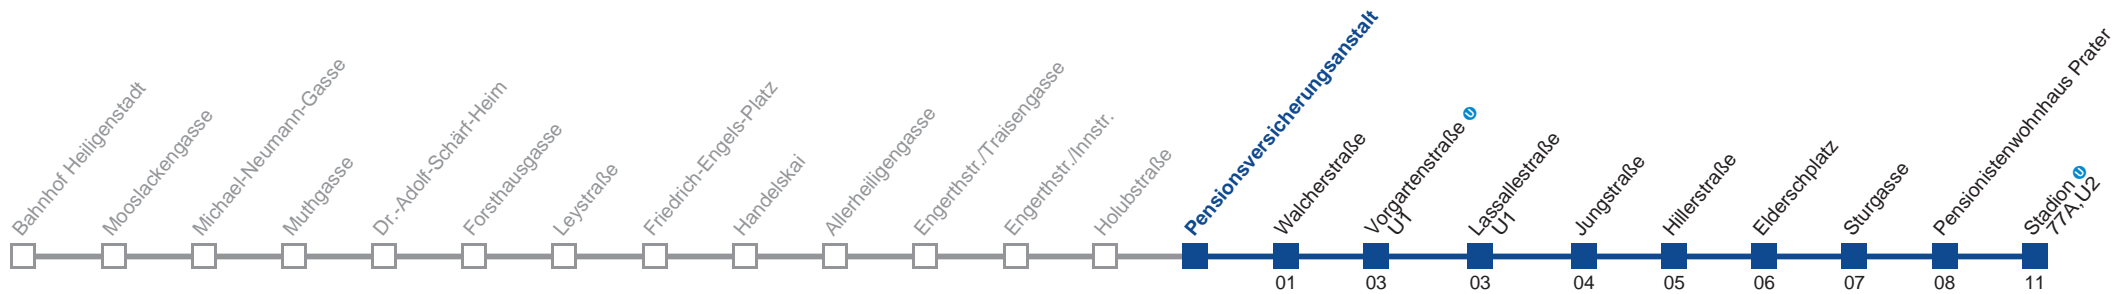 Bahnhof Heiligenstadt
Mooslackengasse
Michael-Neumann-Gasse
Muthgasse
Dr.-Adolf-Schärf-Heim
Forsthausgasse
Leystraße
Friedrich-Engels-Platz
Handelskai
Allerheiligengasse
Engerthstr./Traisengasse
Engerthstr./Innstr.
Holubstraße
Pensionsversicherungsanstalt
Walcherstraße
01
Vorgartenstraße U
U1
03
Lassallestraße
U1
03
Jungstraße
04
Hillerstraße
05
Elderschplatz
06
Sturgasse
07
Pensionistenwohnhaus Prater
08
Stadion U
77A,U2
11